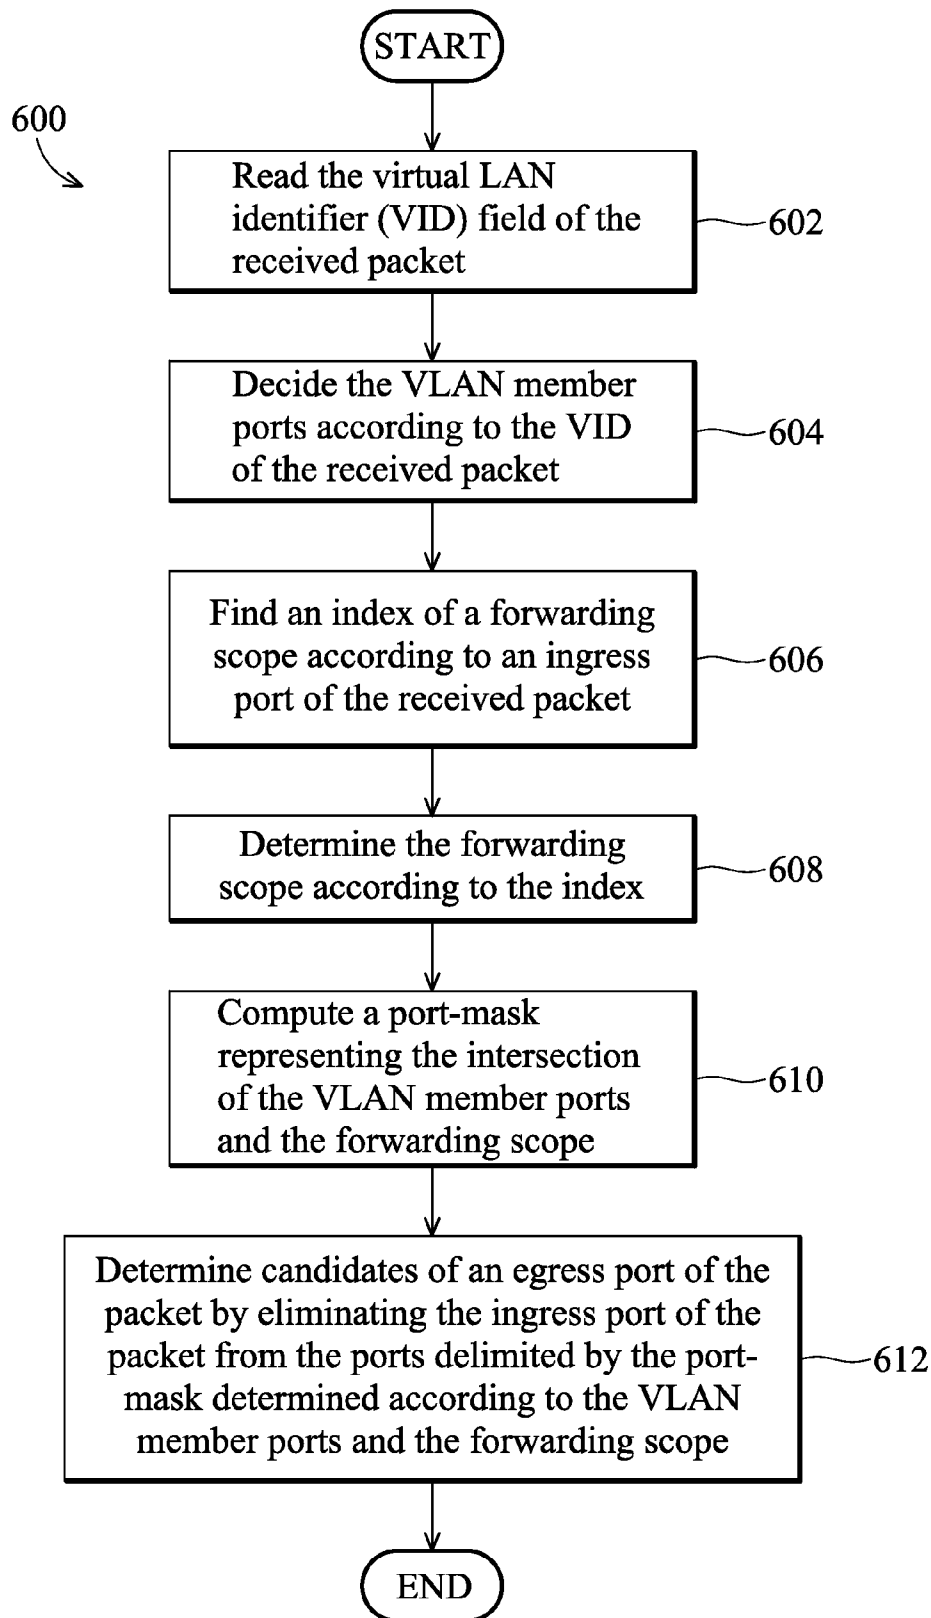 START
600
Read the virtual LAN
identifier (VID) field of the
received packet
602
Decide the VLAN member
ports according to the VID
of the received packet
604
Find an index of a forwarding
scope according to an ingress
port of the received packet
606
Determine the forwarding
scope according to the index
608
Compute a port-mask
representing the intersection
of the VLAN member ports
and the forwarding scope
610
Determine candidates of an egress port of the
packet by eliminating the ingress port of the
packet from the ports delimited by the port-
mask determined according to the VLAN
member ports and the forwarding scope
612
END